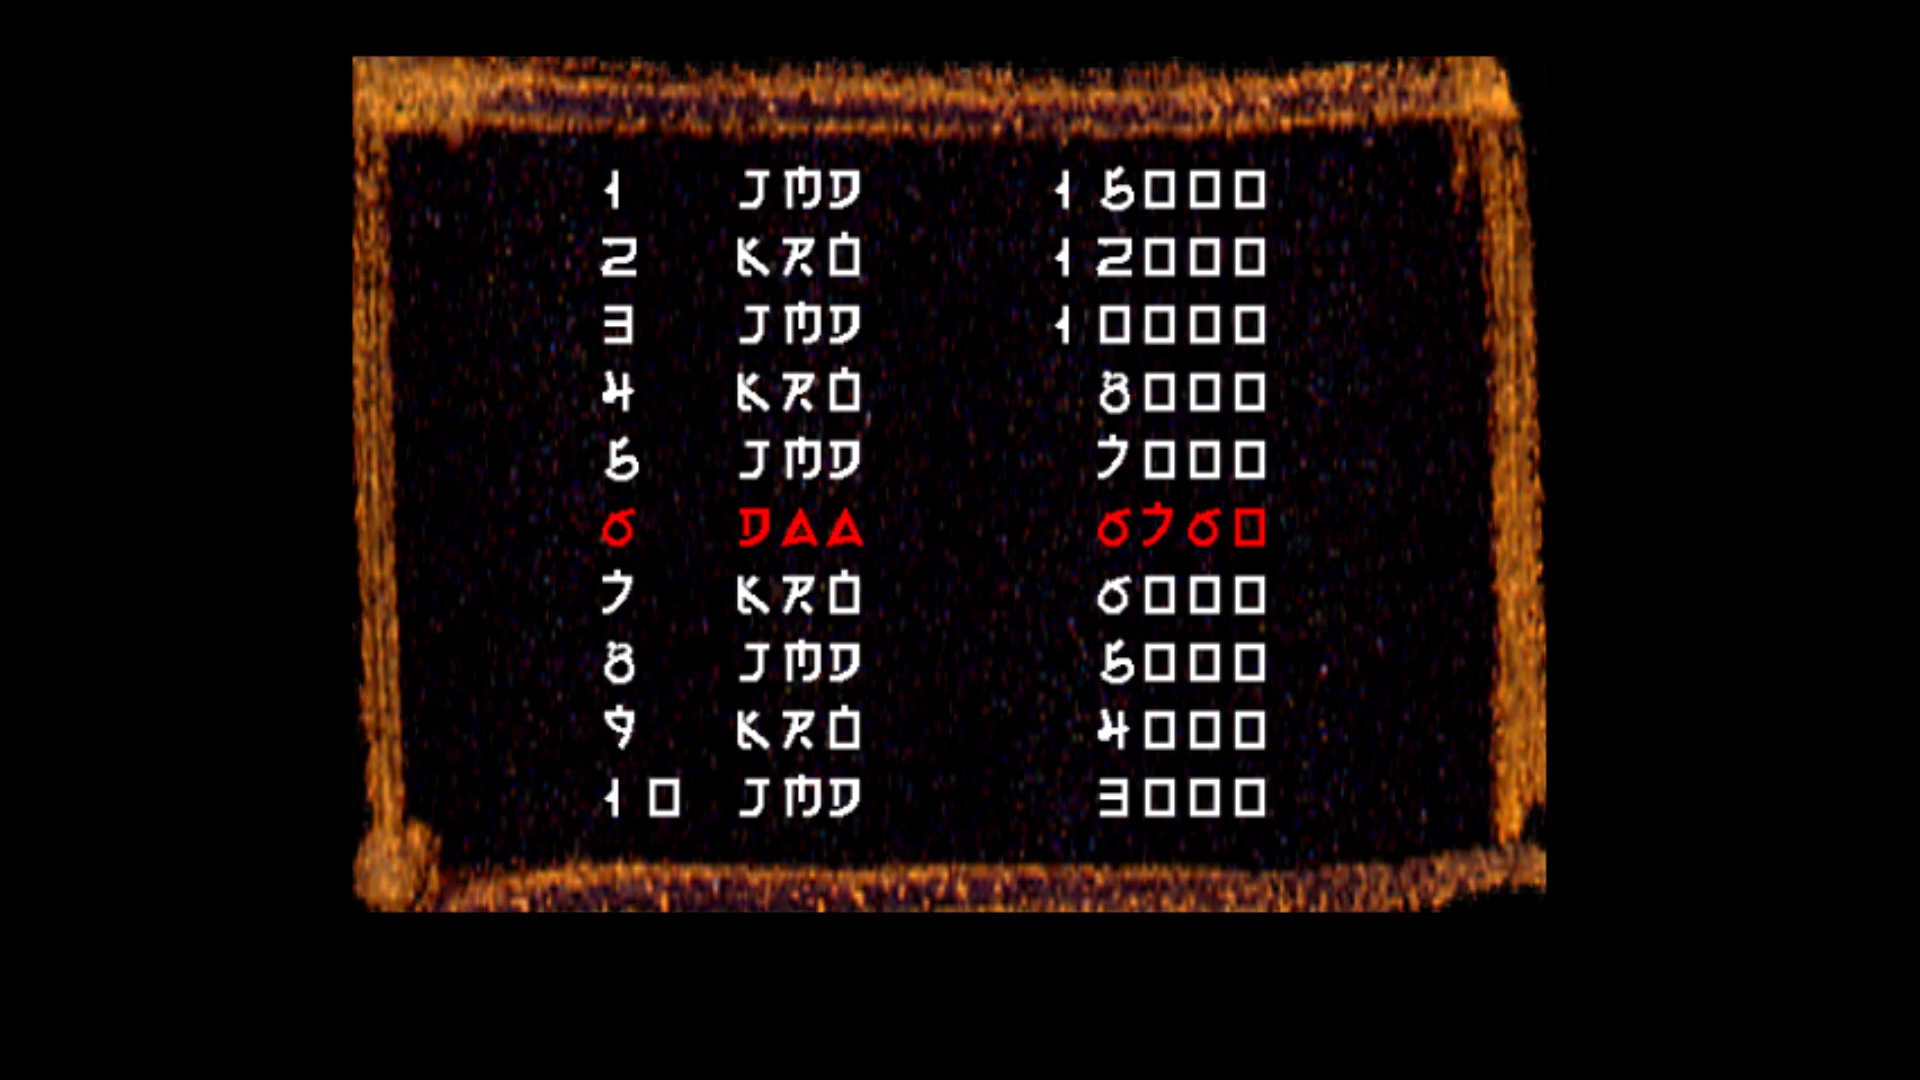 1 JMD 15000
2 KRO 12000
3 JMD 10000
4 KRO 8000
5 JMD 7000
6 DAA 6760
7 KRO 6000
8 JMD 5000
9 KRO 4000
10 JMD 3000